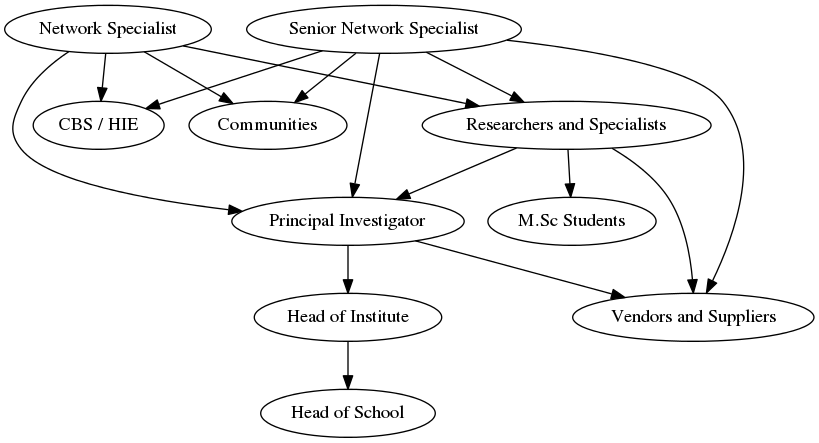 Network Specialist
Senior Network Specialist
CBS / HIE
Communities
Researchers and Specialists
Principal Investigator
M.Sc Students
Head of Institute
Vendors and Suppliers
Head of School